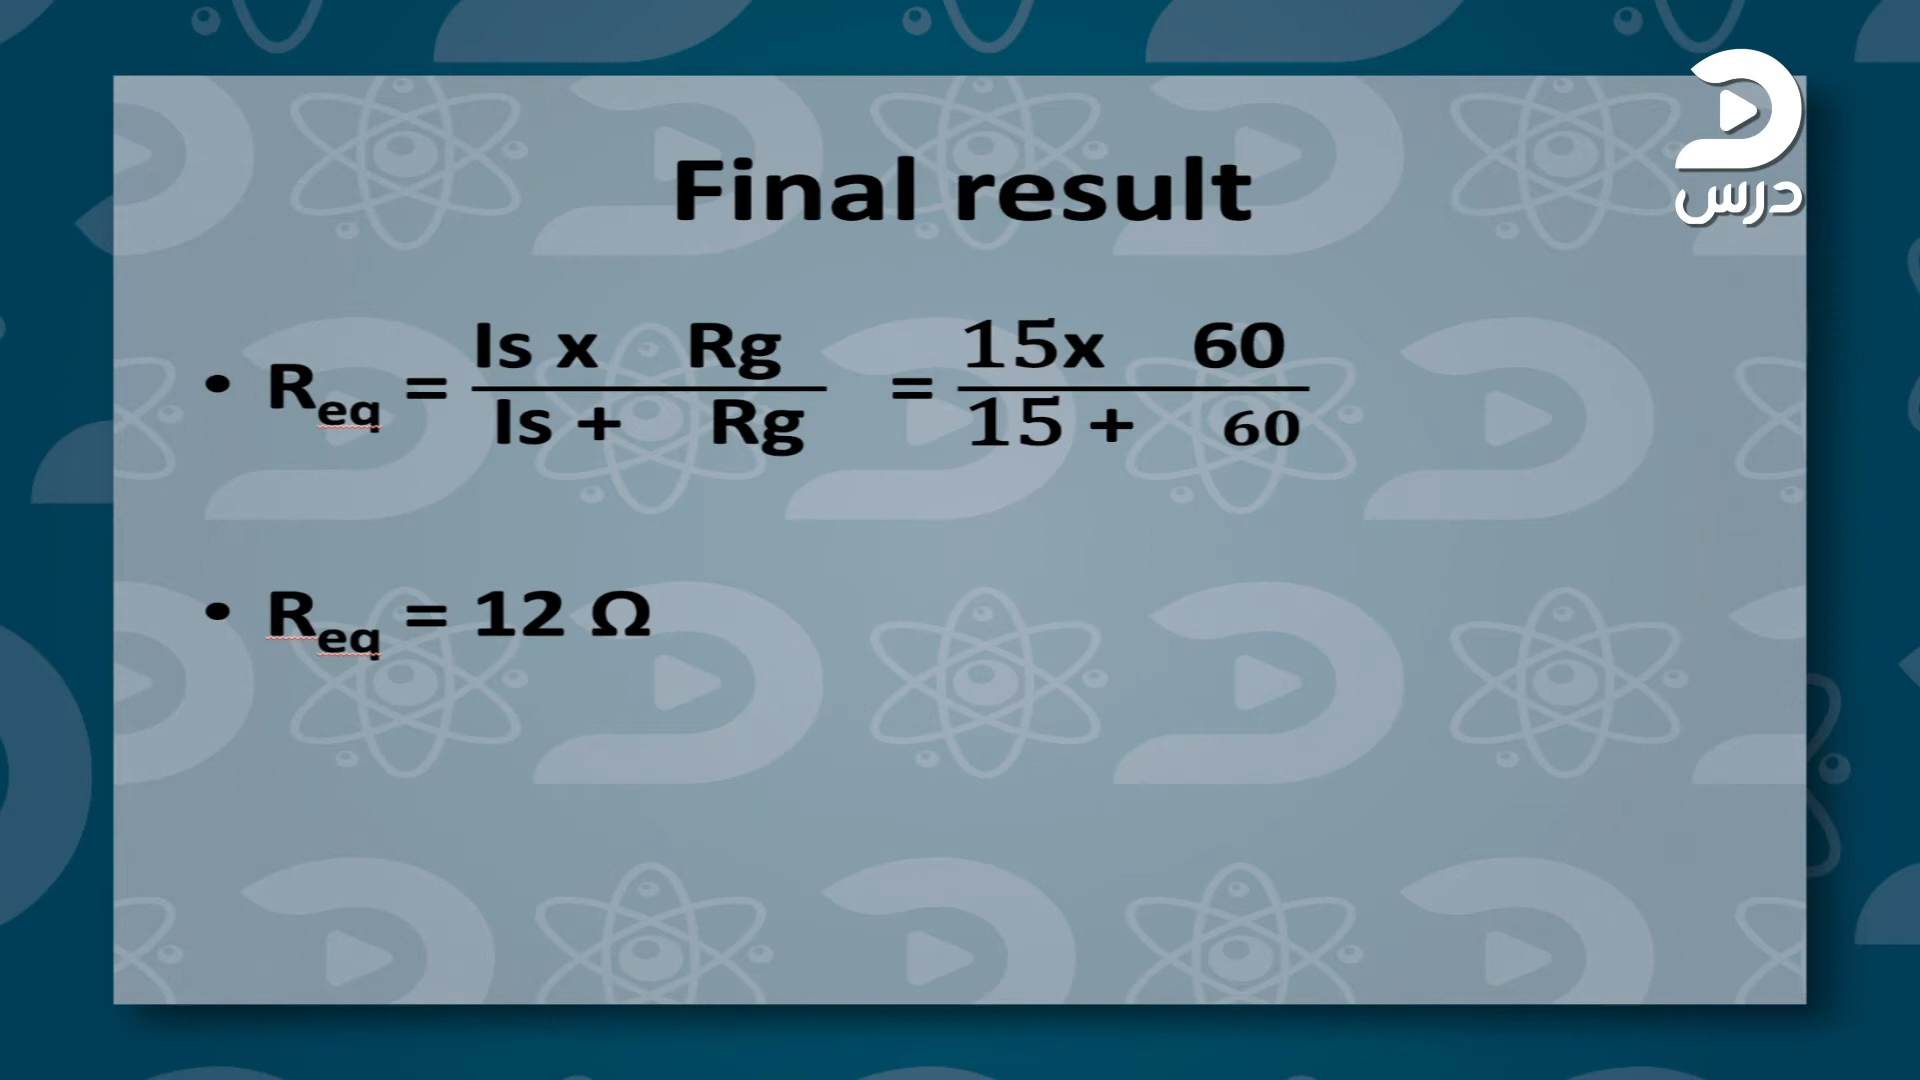 درس
Final result
• Req = Is x Rg / Is + Rg = 15x 60 / 15 + 60
• Req = 12 Ω